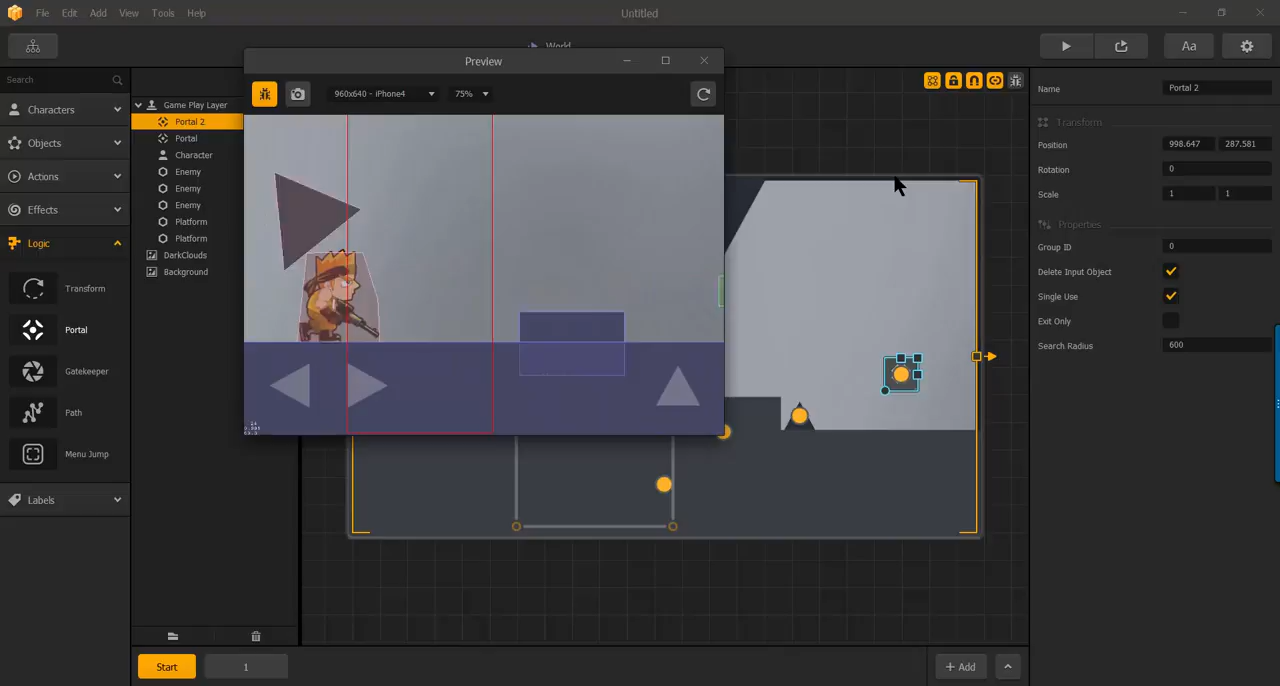 File Edit Add View Tools Help
Untitled
World
Preview
Aa
Search
Characters
Objects
Actions
Effects
Logic
Transform
Portal
Gatekeeper
Path
Menu Jump
Labels
Game Play Layer
Portal 2
Portal
Character
Enemy
Enemy
Enemy
Platform
Platform
DarkClouds
Background
960x640 - iPhone4
75%
Name Portal 2
Transform
Position 998.647 287.581
Rotation 0
Scale 1 1
Properties
Group ID 0
Delete Input Object
Single Use
Exit Only
Search Radius 600
Start
1
+ Add